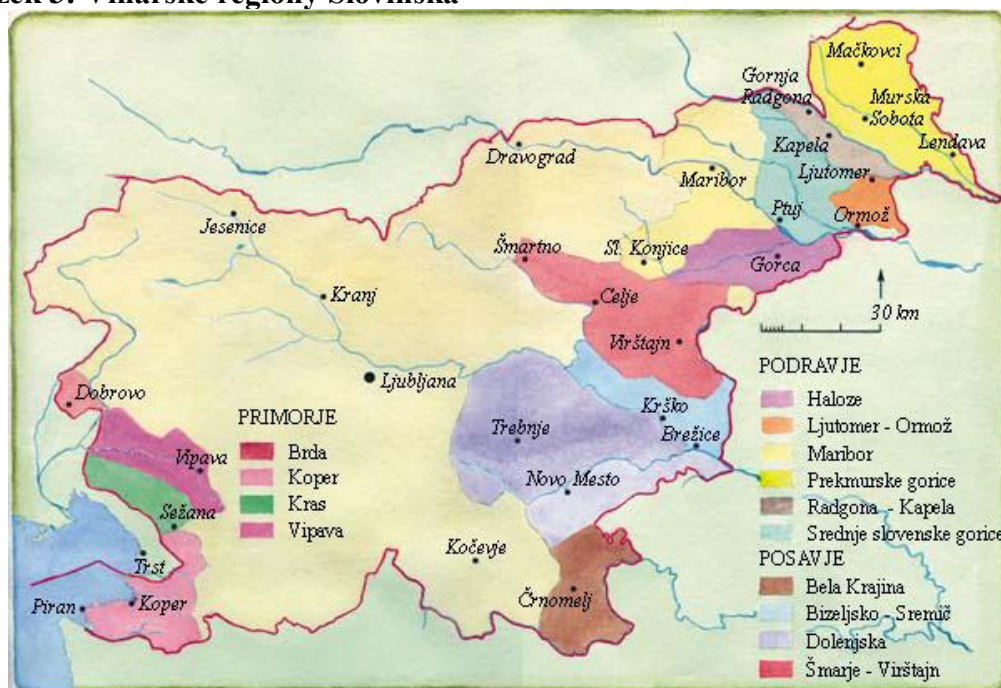 Vinařské regiony Slovinska
Mačkovci
Gornja
Radgona
Murska
Sobota
Kapela
Lendava
Dravograd
Maribor
Ljutomer
Jesenice
Ptuj
Ormož
Šmartno
Sl. Konjice
Gorca
Kranj
Celje
30 km
Virštajn
Ljubljana
Dobrovo
PODRAVJE
Haloze
Ljutomer - Ormož
Maribor
Prekmurske gorice
Radgona - Kapela
Srednje slovenske gorice
POSAVJE
Bela Krajina
Bizeljsko - Sremič
Dolenjska
Šmarje - Virštajn
PRIMORJE
Brda
Koper
Kras
Vipava
Krško
Trebnje
Brežice
Vipava
Novo Mesto
Sežana
Kočevje
Trst
Črnomelj
Piran
Koper